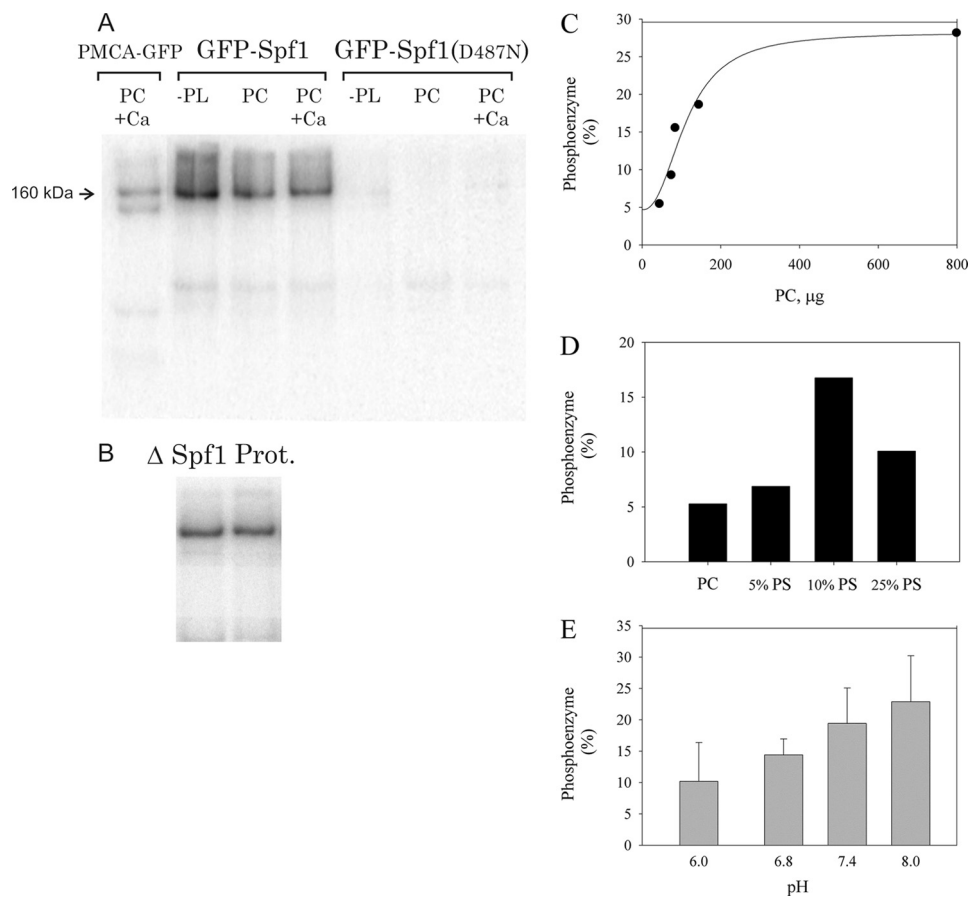 A
PMCA-GFP GFP-Spf1 GFP-Spf1(D487N)
PC
+Ca
-PL
PC
PC
+Ca
-PL
PC
PC
+Ca
160 kDa
B
Δ Spf1 Prot.
C
Phosphoenzyme
(%)
30
25
20
15
10
5
0
0 200 400 600 800
PC, µg
D
Phosphoenzyme
(%)
20
15
10
5
0
PC 5% PS 10% PS 25% PS
E
Phosphoenzyme
(%)
35
30
25
20
15
10
5
0
6.0 6.8 7.4 8.0
pH